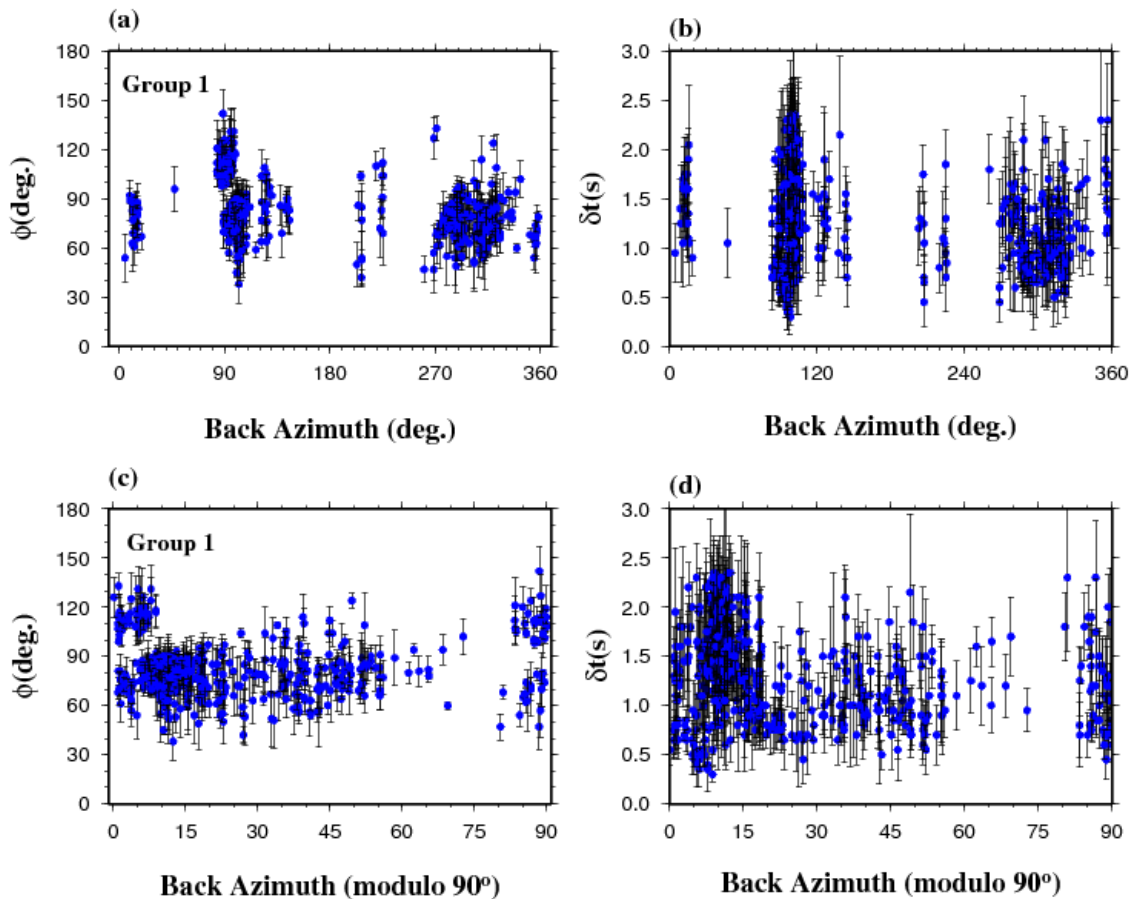 (a)
180
150
120
90
60
30
0
ϕ(deg.)
Group 1
0 90 180 270 360
Back Azimuth (deg.)
(b)
3.0
2.5
2.0
1.5
1.0
0.5
0.0
δt(s)
0 120 240 360
Back Azimuth (deg.)
(c)
180
150
120
90
60
30
0
ϕ(deg.)
Group 1
0 15 30 45 60 75 90
Back Azimuth (modulo 90º)
(d)
3.0
2.5
2.0
1.5
1.0
0.5
0.0
δt(s)
0 15 30 45 60 75 90
Back Azimuth (modulo 90º)